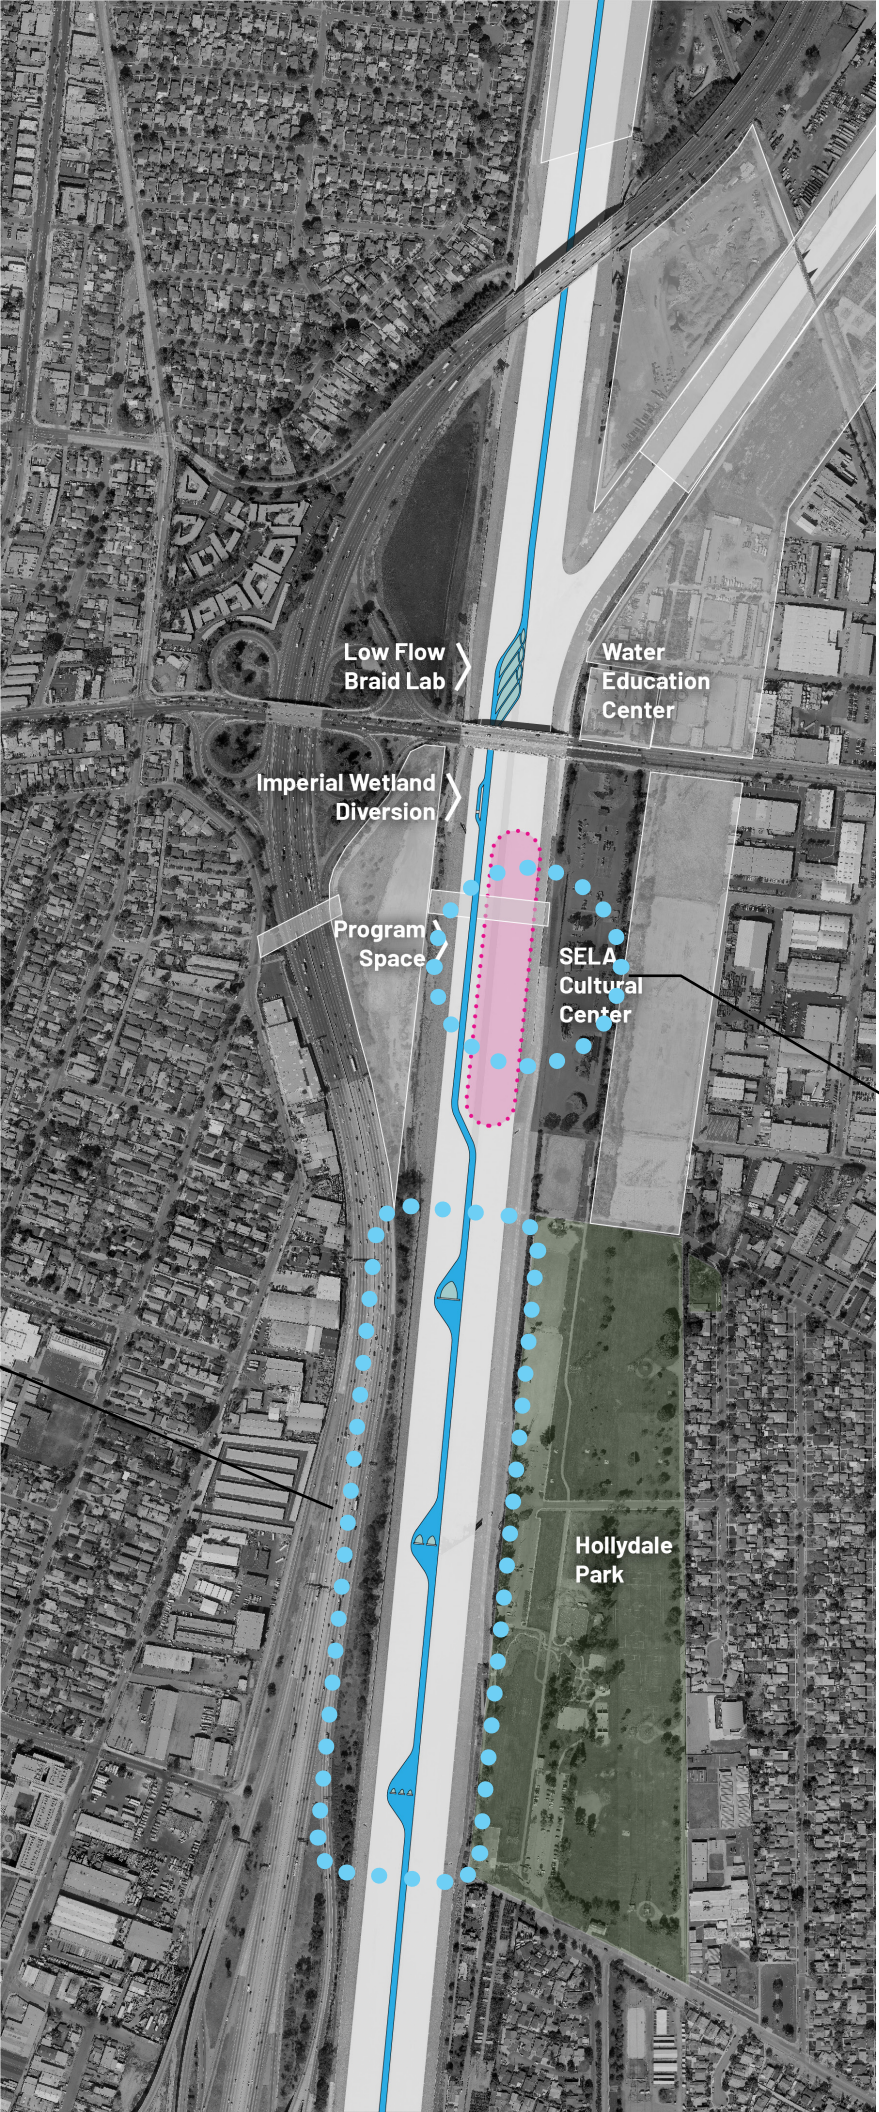 Low Flow
Braid Lab
Water
Education
Center
Imperial Wetland
Diversion
Program
Space
SELA
Cultural
Center
Hollydale
Park